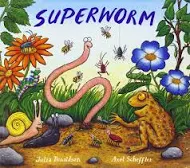 SUPERWORM
Julia Donaldson Axel Scheffler